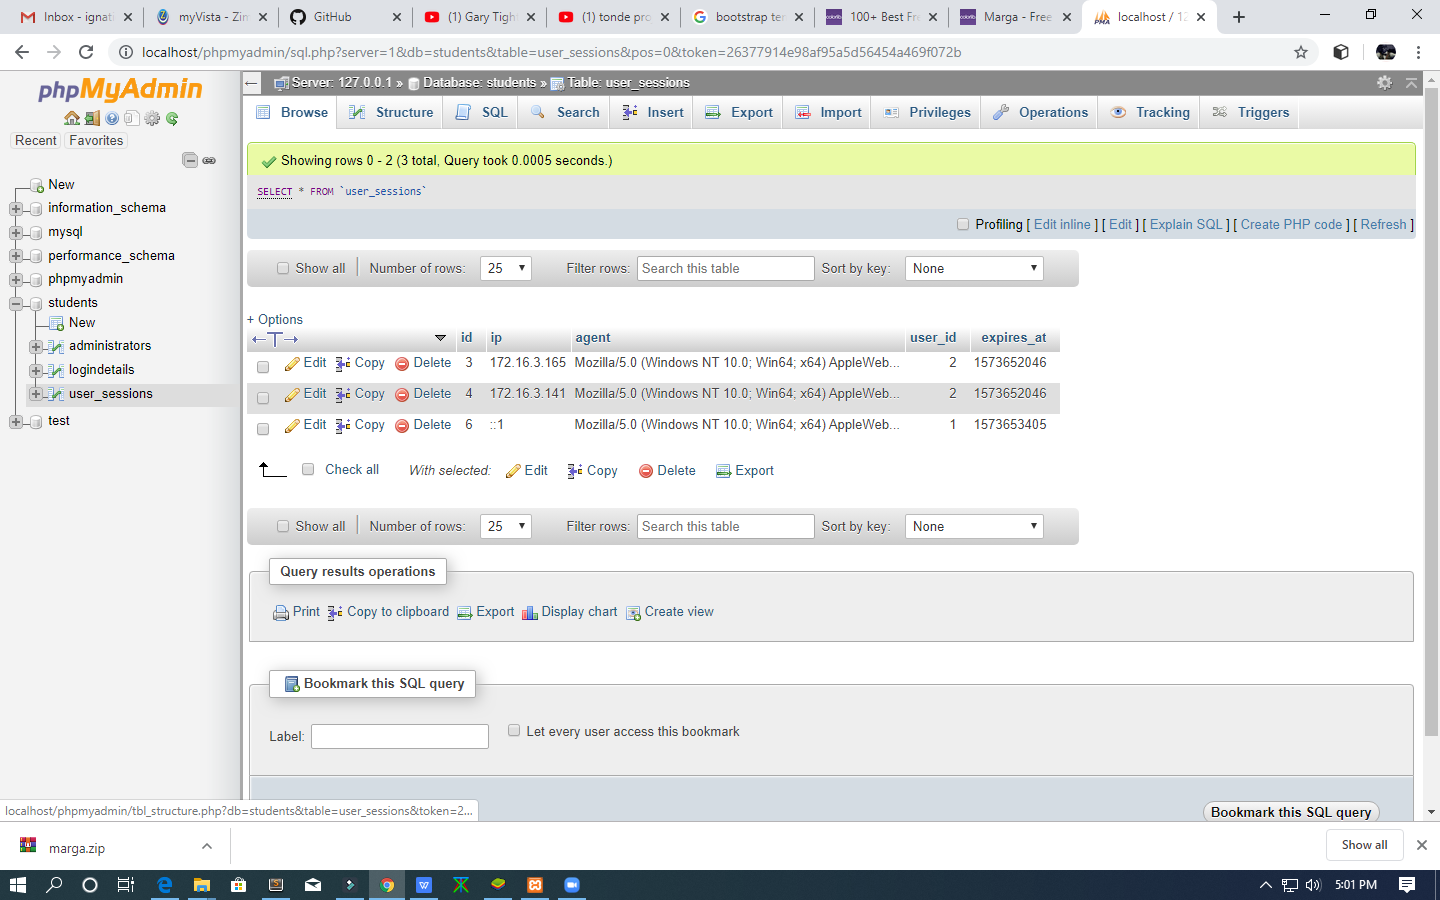 Inbox - ignati
myVista - Zim
GitHub
(1) Gary Tight
(1) tonde pro
bootstrap tem
100+ Best Fre
Marga - Free
localhost / 12
localhost/phpmyadmin/sql.php?server=1&db=students&table=user_sessions&pos=0&token=26377914e98af95a5d56454a469f072b
phpMyAdmin
Recent Favorites
New
information_schema
mysql
performance_schema
phpmyadmin
students
New
administrators
logindetails
user_sessions
test
Server: 127.0.0.1 » Database: students » Table: user_sessions
Browse Structure SQL Search Insert Export Import Privileges Operations Tracking Triggers
Showing rows 0 - 2 (3 total, Query took 0.0005 seconds.)
SELECT * FROM `user_sessions`
Profiling [ Edit inline ] [ Edit ] [ Explain SQL ] [ Create PHP code ] [ Refresh ]
Show all Number of rows: 25 Filter rows: Search this table Sort by key: None
+ Options
id ip agent user_id expires_at
Edit Copy Delete 3 172.16.3.165 Mozilla/5.0 (Windows NT 10.0; Win64; x64) AppleWeb... 2 1573652046
Edit Copy Delete 4 172.16.3.141 Mozilla/5.0 (Windows NT 10.0; Win64; x64) AppleWeb... 2 1573652046
Edit Copy Delete 6 ::1 Mozilla/5.0 (Windows NT 10.0; Win64; x64) AppleWeb... 1 1573653405
Check all With selected: Edit Copy Delete Export
Show all Number of rows: 25 Filter rows: Search this table Sort by key: None
Query results operations
Print Copy to clipboard Export Display chart Create view
Bookmark this SQL query
Label: Let every user access this bookmark
Bookmark this SQL query
localhost/phpmyadmin/tbl_structure.php?db=students&table=user_sessions&token=2...
marga.zip
Show all
5:01 PM